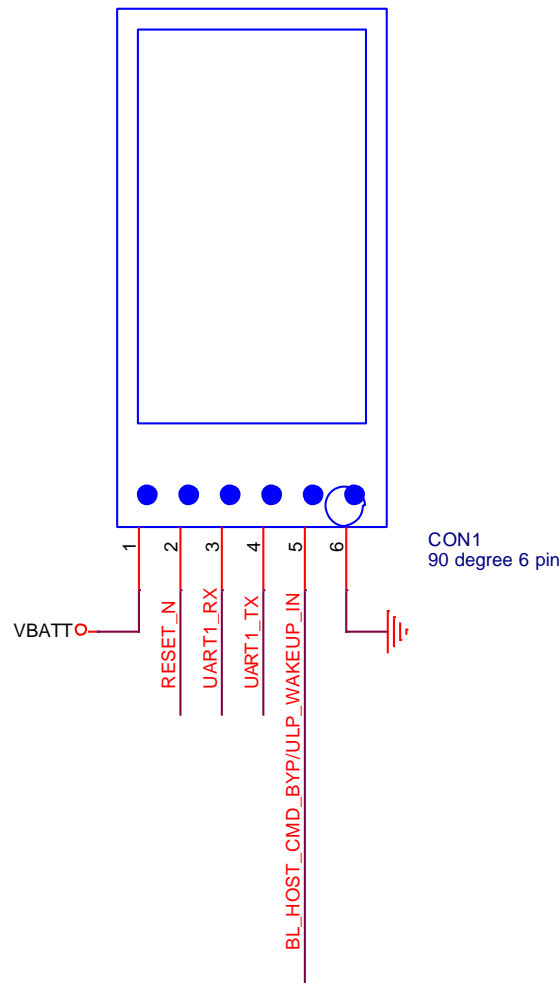 1
2
3
4
5
6
CON1
90 degree 6 pin
VBATT
RESET_N
UART1_RX
UART1_TX
BL_HOST_CMD_BYP/ULP_WAKEUP_IN